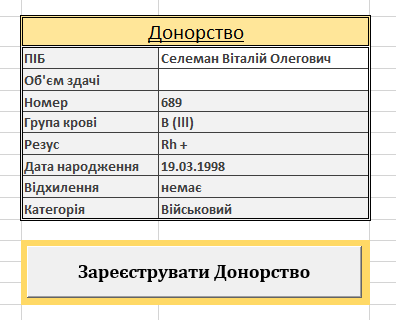 Донорство
ПІБ Селеман Віталій Олегович
Об'єм здачі
Номер 689
Група крові В (III)
Резус Rh +
Дата народження 19.03.1998
Відхилення немає
Категорія Військовий
Зареєструвати Донорство